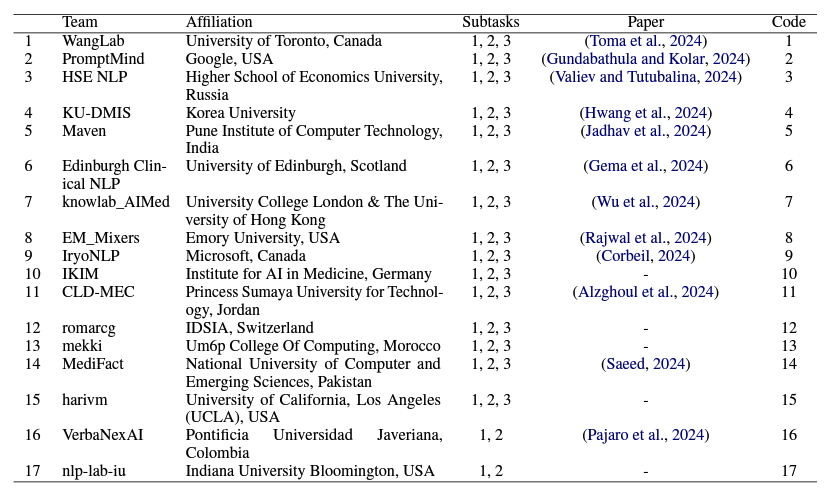 Team Affiliation Subtasks Paper Code
1 WangLab University of Toronto, Canada 1, 2, 3 (Toma et al., 2024) 1
2 PromptMind Google, USA 1, 2, 3 (Gundabathula and Kolar, 2024) 2
3 HSE NLP Higher School of Economics University, 1, 2, 3 (Valiev and Tutubalina, 2024) 3
Russia
4 KU-DMIS Korea University 1, 2, 3 (Hwang et al., 2024) 4
5 Maven Pune Institute of Computer Technology, 1, 2, 3 (Jadhav et al., 2024) 5
India
6 Edinburgh Clin- University of Edinburgh, Scotland 1, 2, 3 (Gema et al., 2024) 6
ical NLP
7 knowlab_AIMed University College London & The Uni- 1, 2, 3 (Wu et al., 2024) 7
versity of Hong Kong
8 EM_Mixers Emory University, USA 1, 2, 3 (Rajwal et al., 2024) 8
9 IryoNLP Microsoft, Canada 1, 2, 3 (Corbeil, 2024) 9
10 IKIM Institute for AI in Medicine, Germany 1, 2, 3 - 10
11 CLD-MEC Princess Sumaya University for Technol- 1, 2, 3 (Alzghoul et al., 2024) 11
ogy, Jordan
12 romarcg IDSIA, Switzerland 1, 2, 3 - 12
13 mekki Um6p College Of Computing, Morocco 1, 2, 3 - 13
14 MediFact National University of Computer and 1, 2, 3 (Saeed, 2024) 14
Emerging Sciences, Pakistan
15 harivm University of California, Los Angeles 1, 2, 3 - 15
(UCLA), USA
16 VerbaNexAI Pontificia Universidad Javeriana, 1, 2 (Pajaro et al., 2024) 16
Colombia
17 nlp-lab-iu Indiana University Bloomington, USA 1, 2 - 17